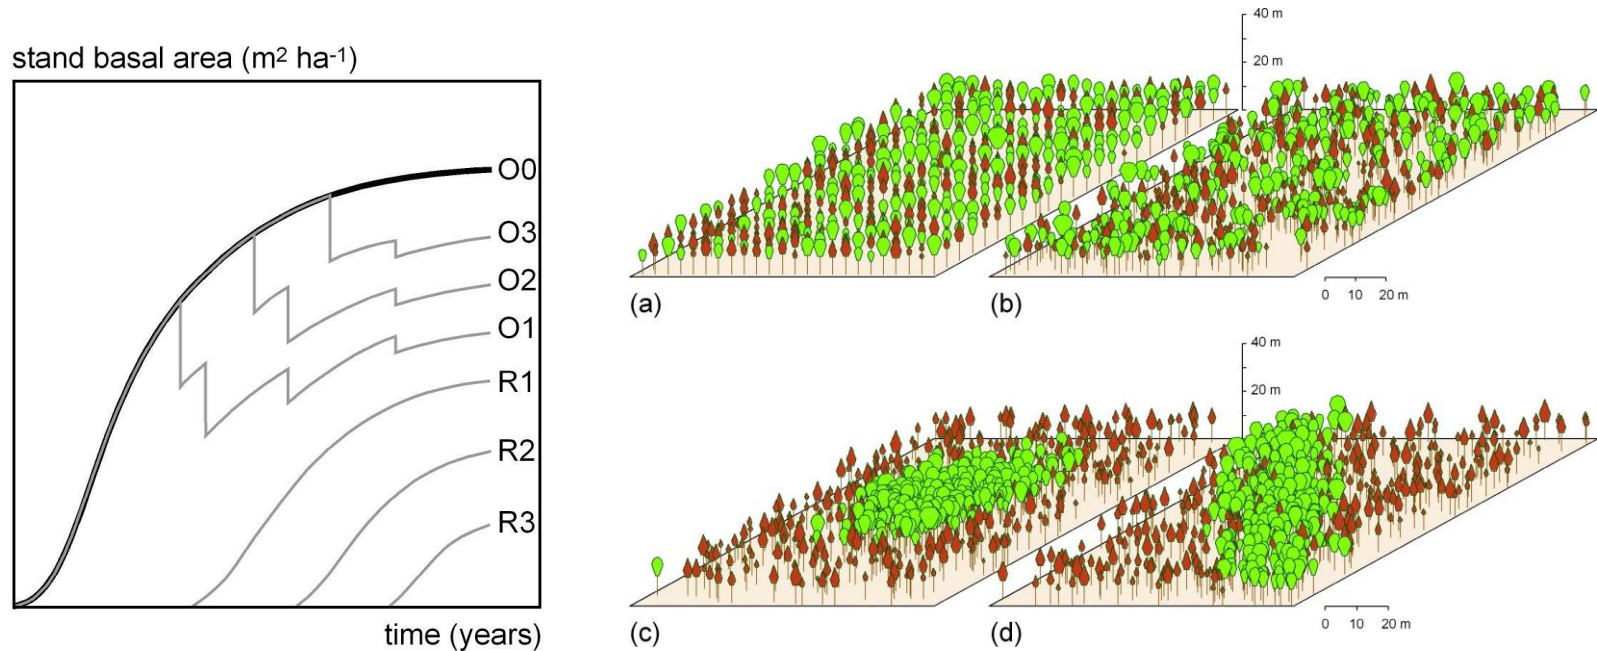 stand basal area (m² ha⁻¹)
O0
O3
O2
O1
R1
R2
R3
time (years)
40 m
20 m
(a)
(b)
0 10 20 m
40 m
20 m
(c)
(d)
0 10 20 m